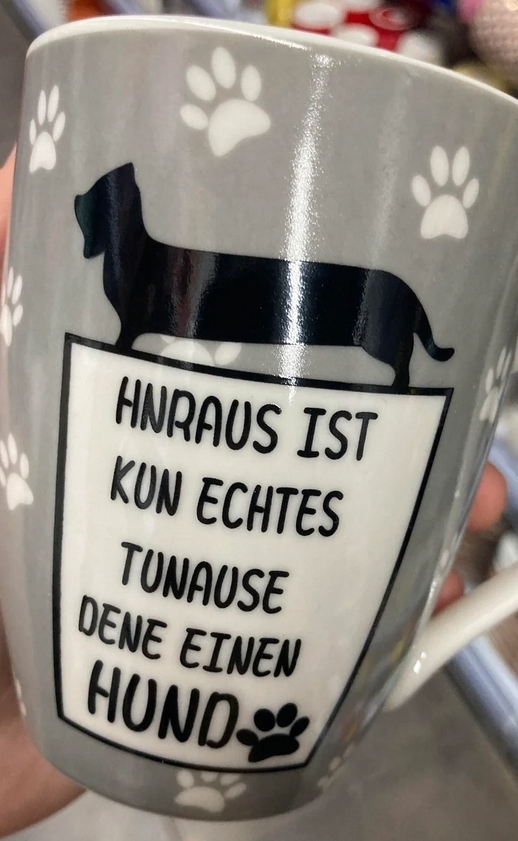 HNRAUS IST
KUN ECHTES
TUNAUSE
DENE EINEN
HUND